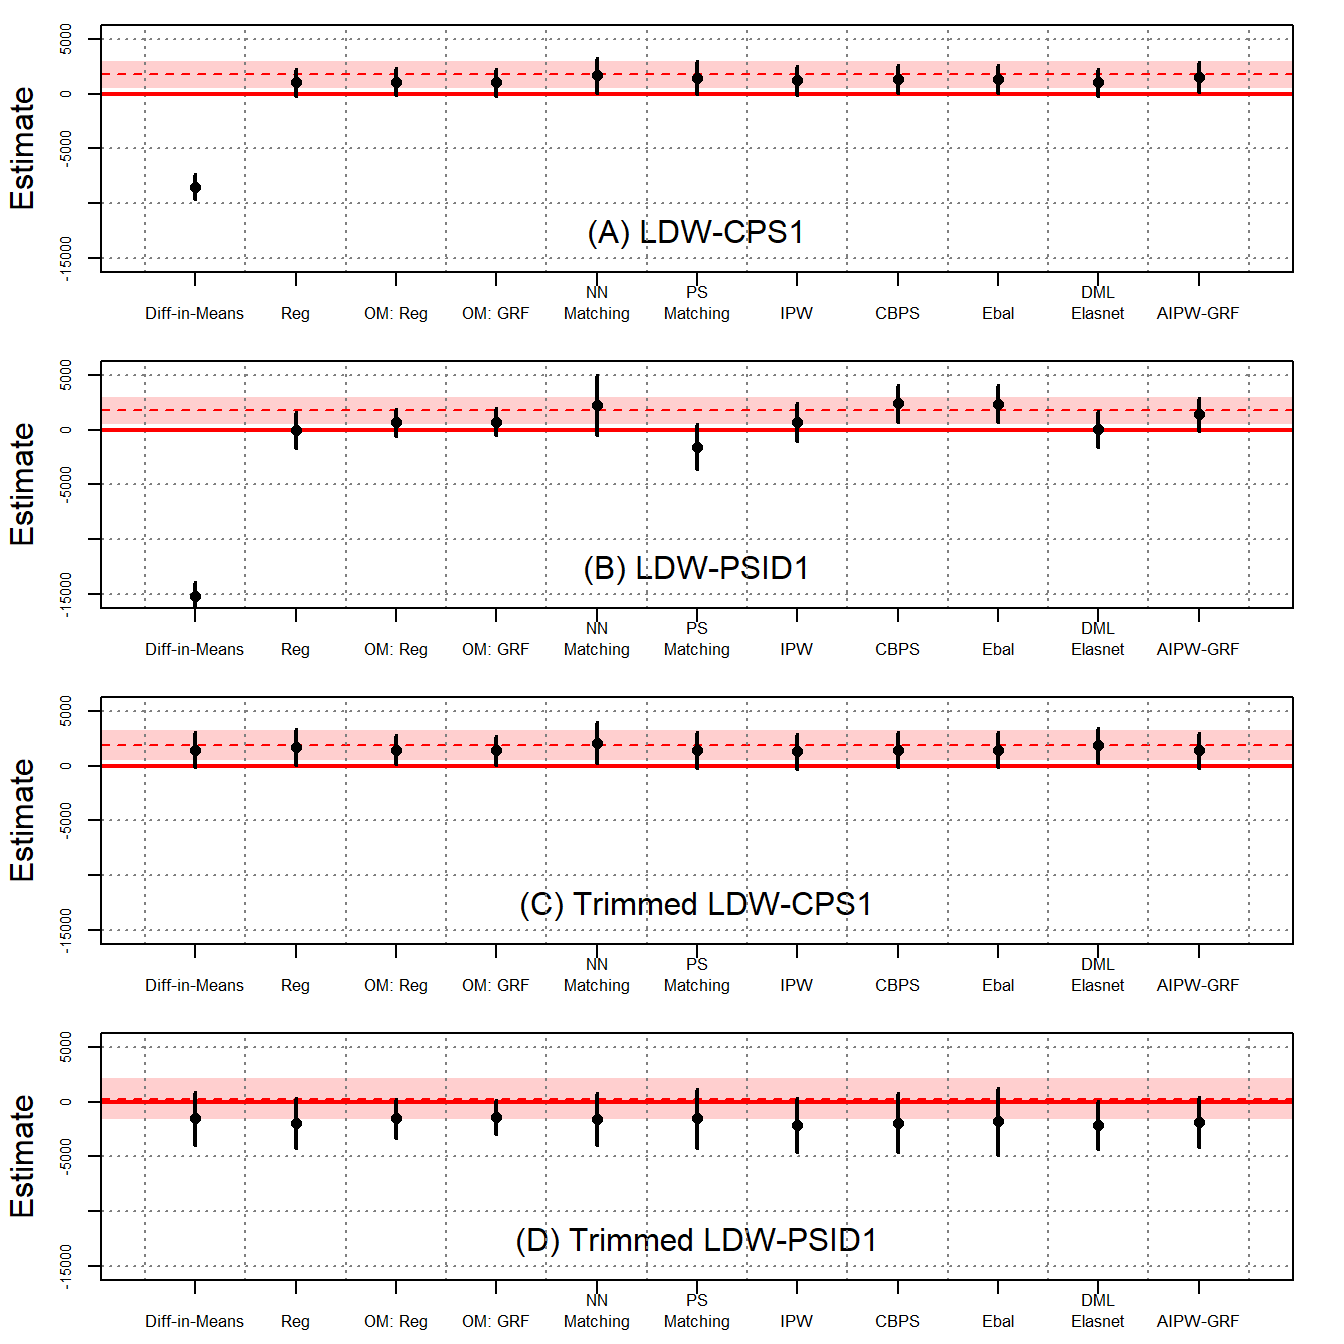 Estimate
5000
0
-5000
-15000
(A) LDW-CPS1
Diff-in-Means Reg OM: Reg OM: GRF NN Matching PS Matching IPW CBPS Ebal DML Elasnet AIPW-GRF
Estimate
5000
0
-5000
-15000
(B) LDW-PSID1
Diff-in-Means Reg OM: Reg OM: GRF NN Matching PS Matching IPW CBPS Ebal DML Elasnet AIPW-GRF
Estimate
5000
0
-5000
-15000
(C) Trimmed LDW-CPS1
Diff-in-Means Reg OM: Reg OM: GRF NN Matching PS Matching IPW CBPS Ebal DML Elasnet AIPW-GRF
Estimate
5000
0
-5000
-15000
(D) Trimmed LDW-PSID1
Diff-in-Means Reg OM: Reg OM: GRF NN Matching PS Matching IPW CBPS Ebal DML Elasnet AIPW-GRF